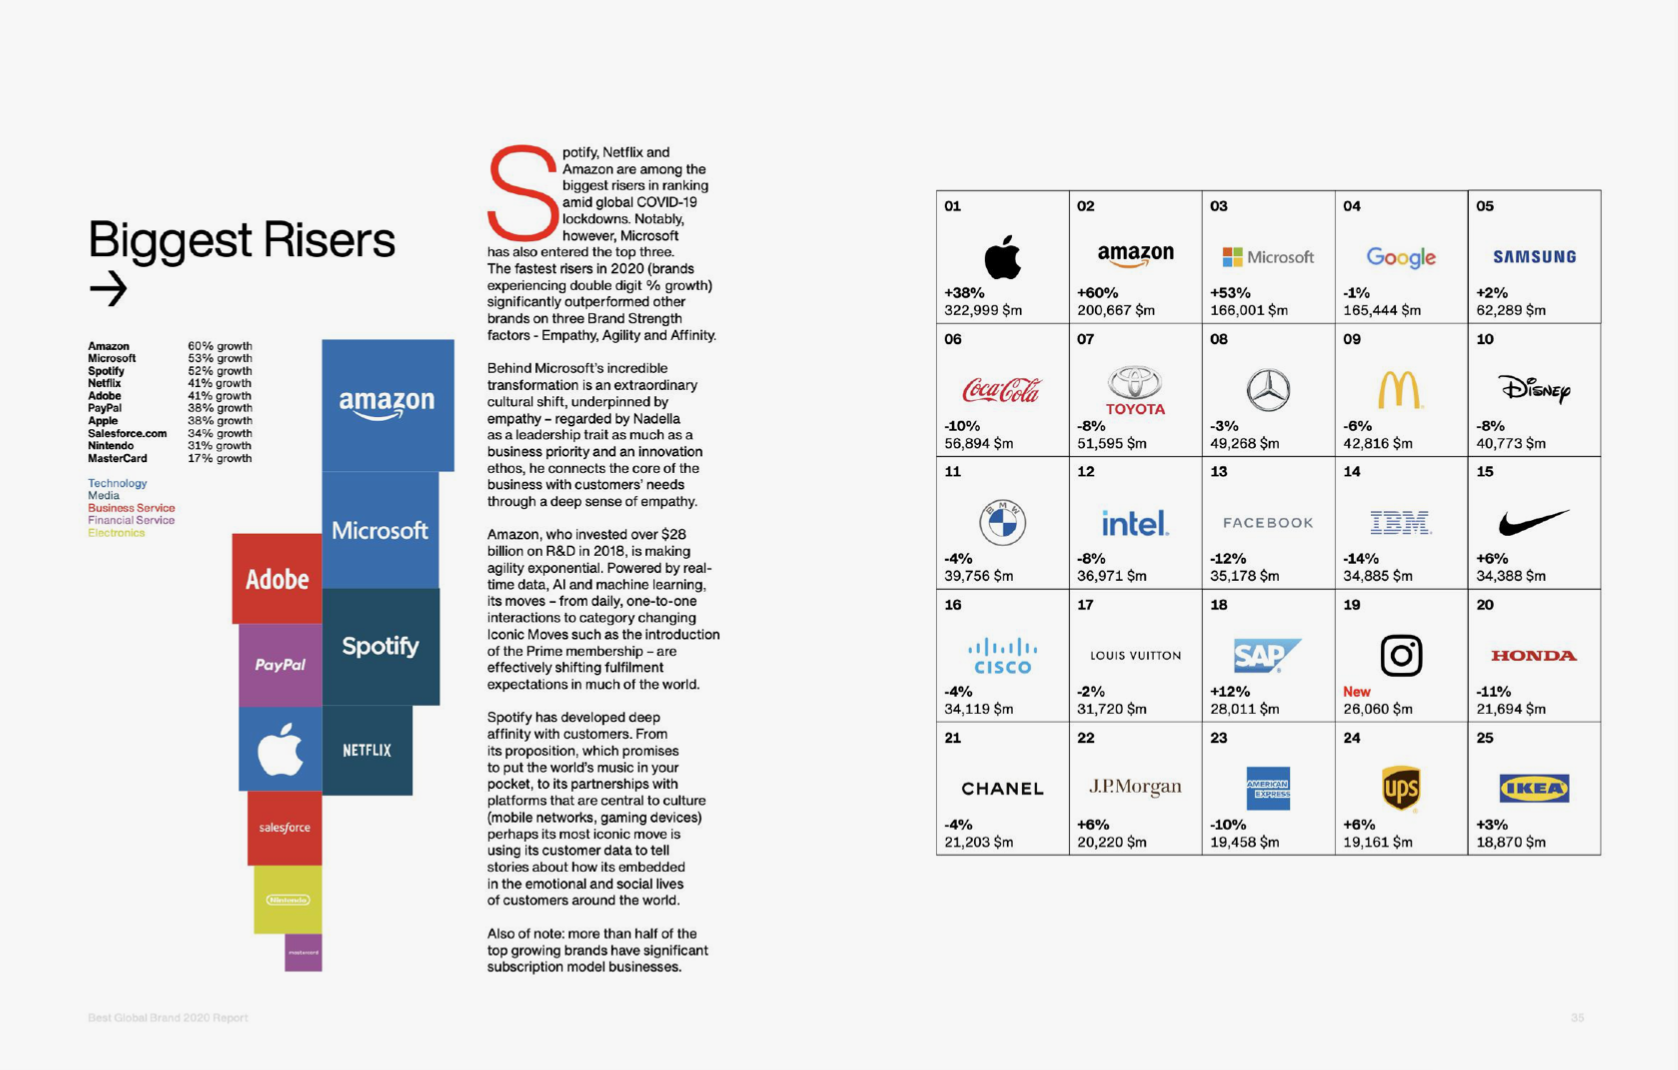 Biggest Risers
→
Amazon 60% growth
Microsoft 53% growth
Spotify 52% growth
Netflix 41% growth
Adobe 41% growth
PayPal 38% growth
Apple 38% growth
Salesforce.com 34% growth
Nintendo 31% growth
MasterCard 17% growth
Technology
Media
Business Service
Financial Service
Electronics
amazon
Microsoft
Adobe
Spotify
PayPal
NETFLIX
salesforce
Nintendo
mastercard
Spotify, Netflix and
Amazon are among the
biggest risers in ranking
amid global COVID-19
lockdowns. Notably,
however, Microsoft
has also entered the top three.
The fastest risers in 2020 (brands
experiencing double digit % growth)
significantly outperformed other
brands on three Brand Strength
factors - Empathy, Agility and Affinity.
Behind Microsoft's incredible
transformation is an extraordinary
cultural shift, underpinned by
empathy – regarded by Nadella
as a leadership trait as much as a
business priority and an innovation
ethos, he connects the core of the
business with customers' needs
through a deep sense of empathy.
Amazon, who invested over $28
billion on R&D in 2018, is making
agility exponential. Powered by real-
time data, AI and machine learning,
its moves – from daily, one-to-one
interactions to category changing
Iconic Moves such as the introduction
of the Prime membership – are
effectively shifting fulfilment
expectations in much of the world.
Spotify has developed deep
affinity with customers. From
its proposition, which promises
to put the world's music in your
pocket, to its partnerships with
platforms that are central to culture
(mobile networks, gaming devices)
perhaps its most iconic move is
using its customer data to tell
stories about how its embedded
in the emotional and social lives
of customers around the world.
Also of note: more than half of the
top growing brands have significant
subscription model businesses.
01
+38%
322,999 $m
02
amazon
+60%
200,667 $m
03
Microsoft
+53%
166,001 $m
04
Google
-1%
165,444 $m
05
SAMSUNG
+2%
62,289 $m
06
Coca-Cola
-10%
56,894 $m
07
TOYOTA
-8%
51,595 $m
08
-3%
49,268 $m
09
-6%
42,816 $m
10
Disney
-8%
40,773 $m
11
BMW
-4%
39,756 $m
12
intel.
-8%
36,971 $m
13
FACEBOOK
-12%
35,178 $m
14
IBM
-14%
34,885 $m
15
+6%
34,388 $m
16
CISCO
-4%
34,119 $m
17
LOUIS VUITTON
-2%
31,720 $m
18
SAP
+12%
28,011 $m
19
New
26,060 $m
20
HONDA
-11%
21,694 $m
21
CHANEL
-4%
21,203 $m
22
J.P.Morgan
+6%
20,220 $m
23
AMERICAN
EXPRESS
-10%
19,458 $m
24
ups
+6%
19,161 $m
25
IKEA
+3%
18,870 $m
Best Global Brand 2020 Report
35